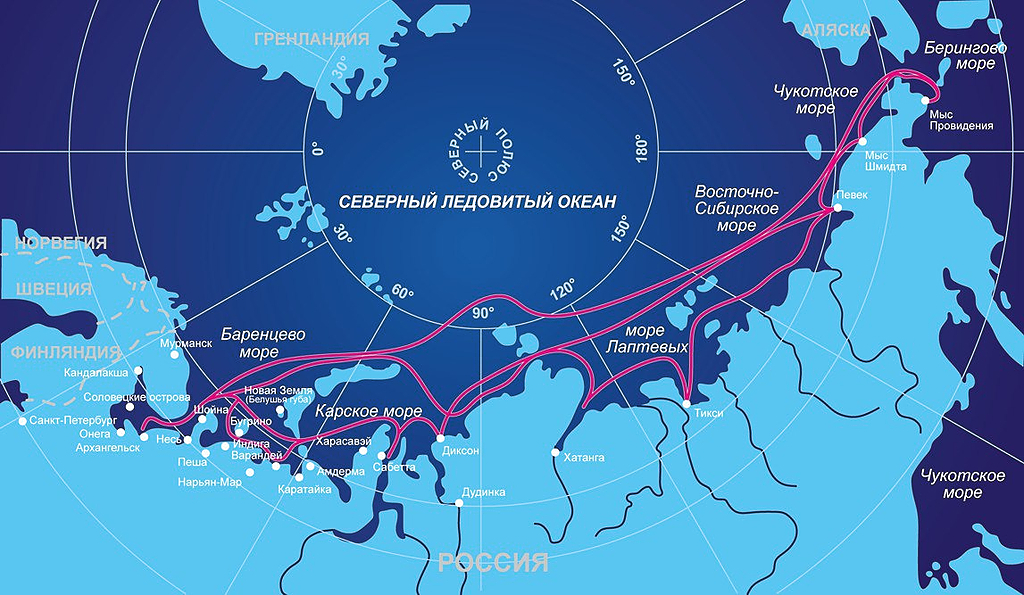 ГРЕНЛАНДИЯ
АЛЯСКА
Берингово
море
30°
150°
Чукотское
море
Мыс
Провидения
СЕВЕРНЫЙ ПОЛЮС
0°
180°
Мыс
Шмидта
Восточно-
Сибирское
море
Певек
СЕВЕРНЫЙ ЛЕДОВИТЫЙ ОКЕАН
30°
150°
НОРВЕГИЯ
ШВЕЦИЯ
60°
120°
90°
Баренцево
море
море
Лаптевых
Мурманск
ФИНЛЯНДИЯ
Кандалакша
Новая Земля
(Белушья губа)
Соловецкие острова
Шойна
Карское море
Тикси
Санкт-Петербург
Бугрино
Онега
Архангельск
Несь
Индига
Харасавэй
Диксон
Варандей
Хатанга
Пеша
Амдерма
Сабетта
Нарьян-Мар
Каратайка
Дудинка
Чукотское
море
РОССИЯ